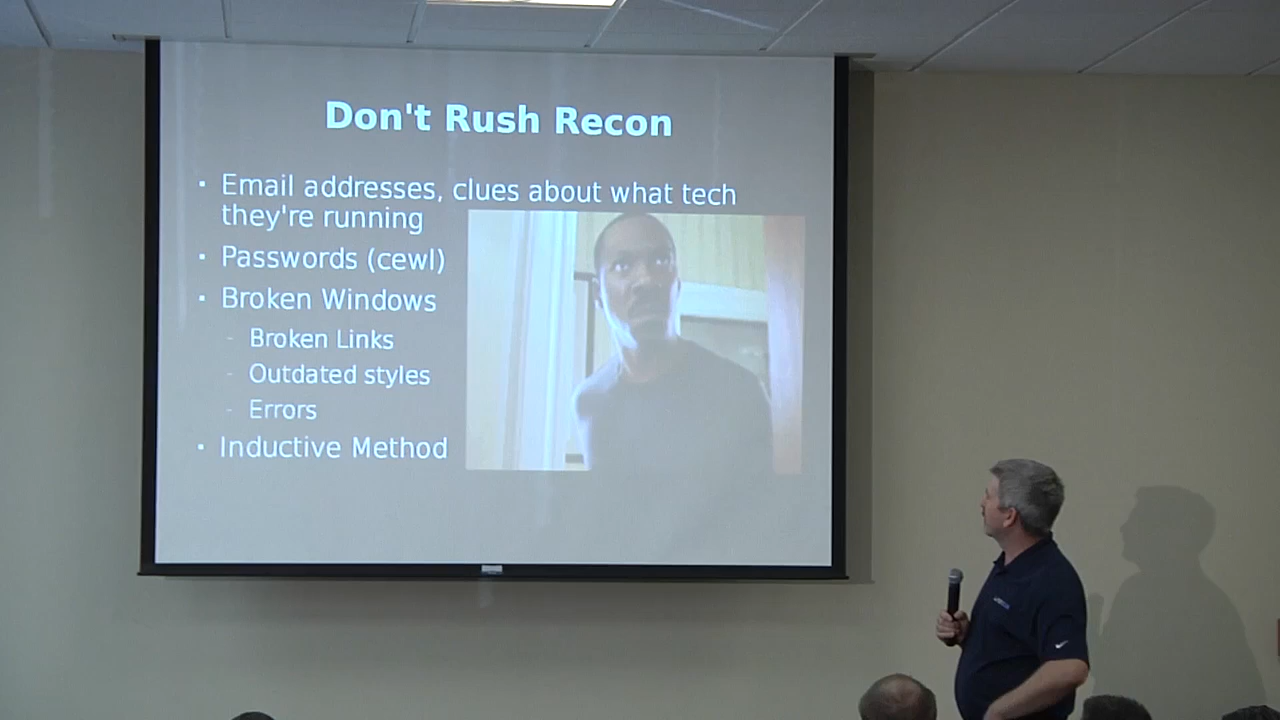 Don't Rush Recon
· Email addresses, clues about what tech
they're running
· Passwords (cewl)
· Broken Windows
- Broken Links
- Outdated styles
- Errors
· Inductive Method